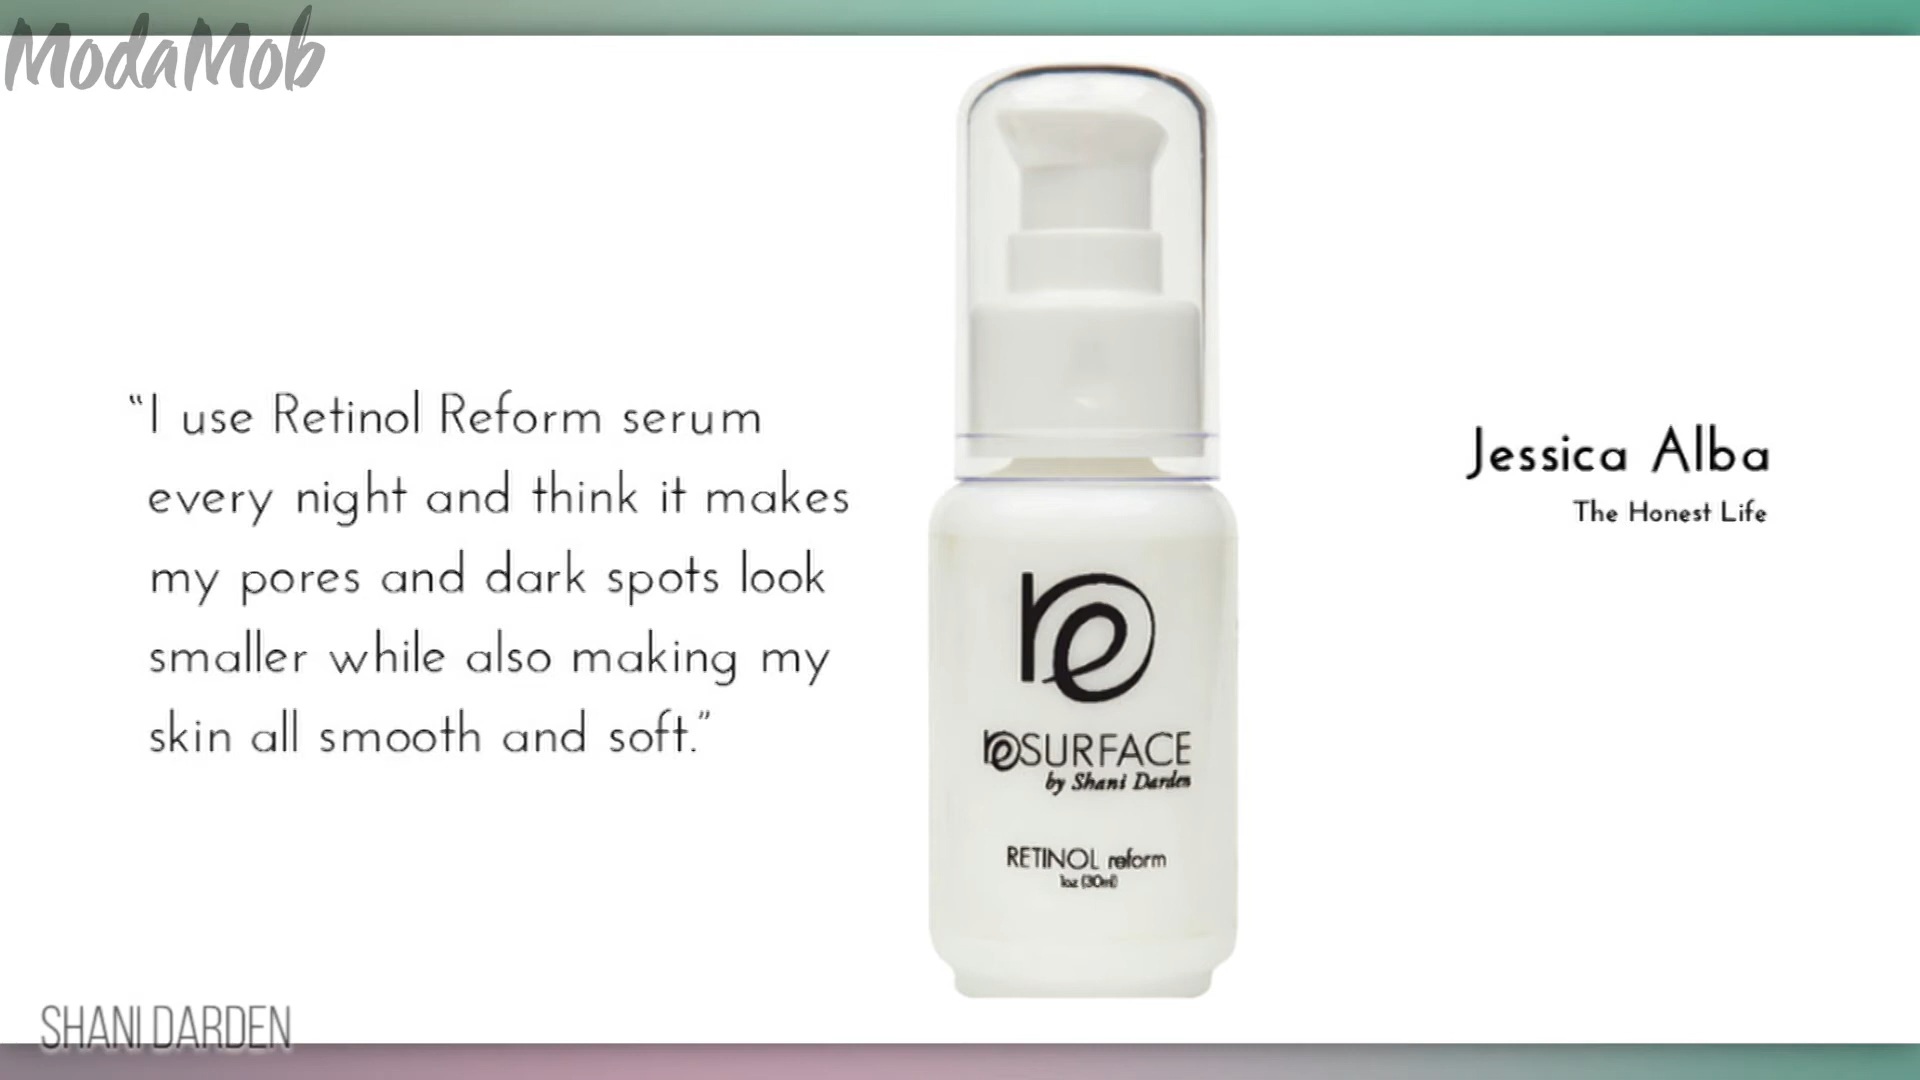 ModaMob
“I use Retinol Reform serum
every night and think it makes
my pores and dark spots look
smaller while also making my
skin all smooth and soft.”
re
reSURFACE
by Shani Darden
RETINOL reform
1oz (30ml)
Jessica Alba
The Honest Life
SHANI DARDEN